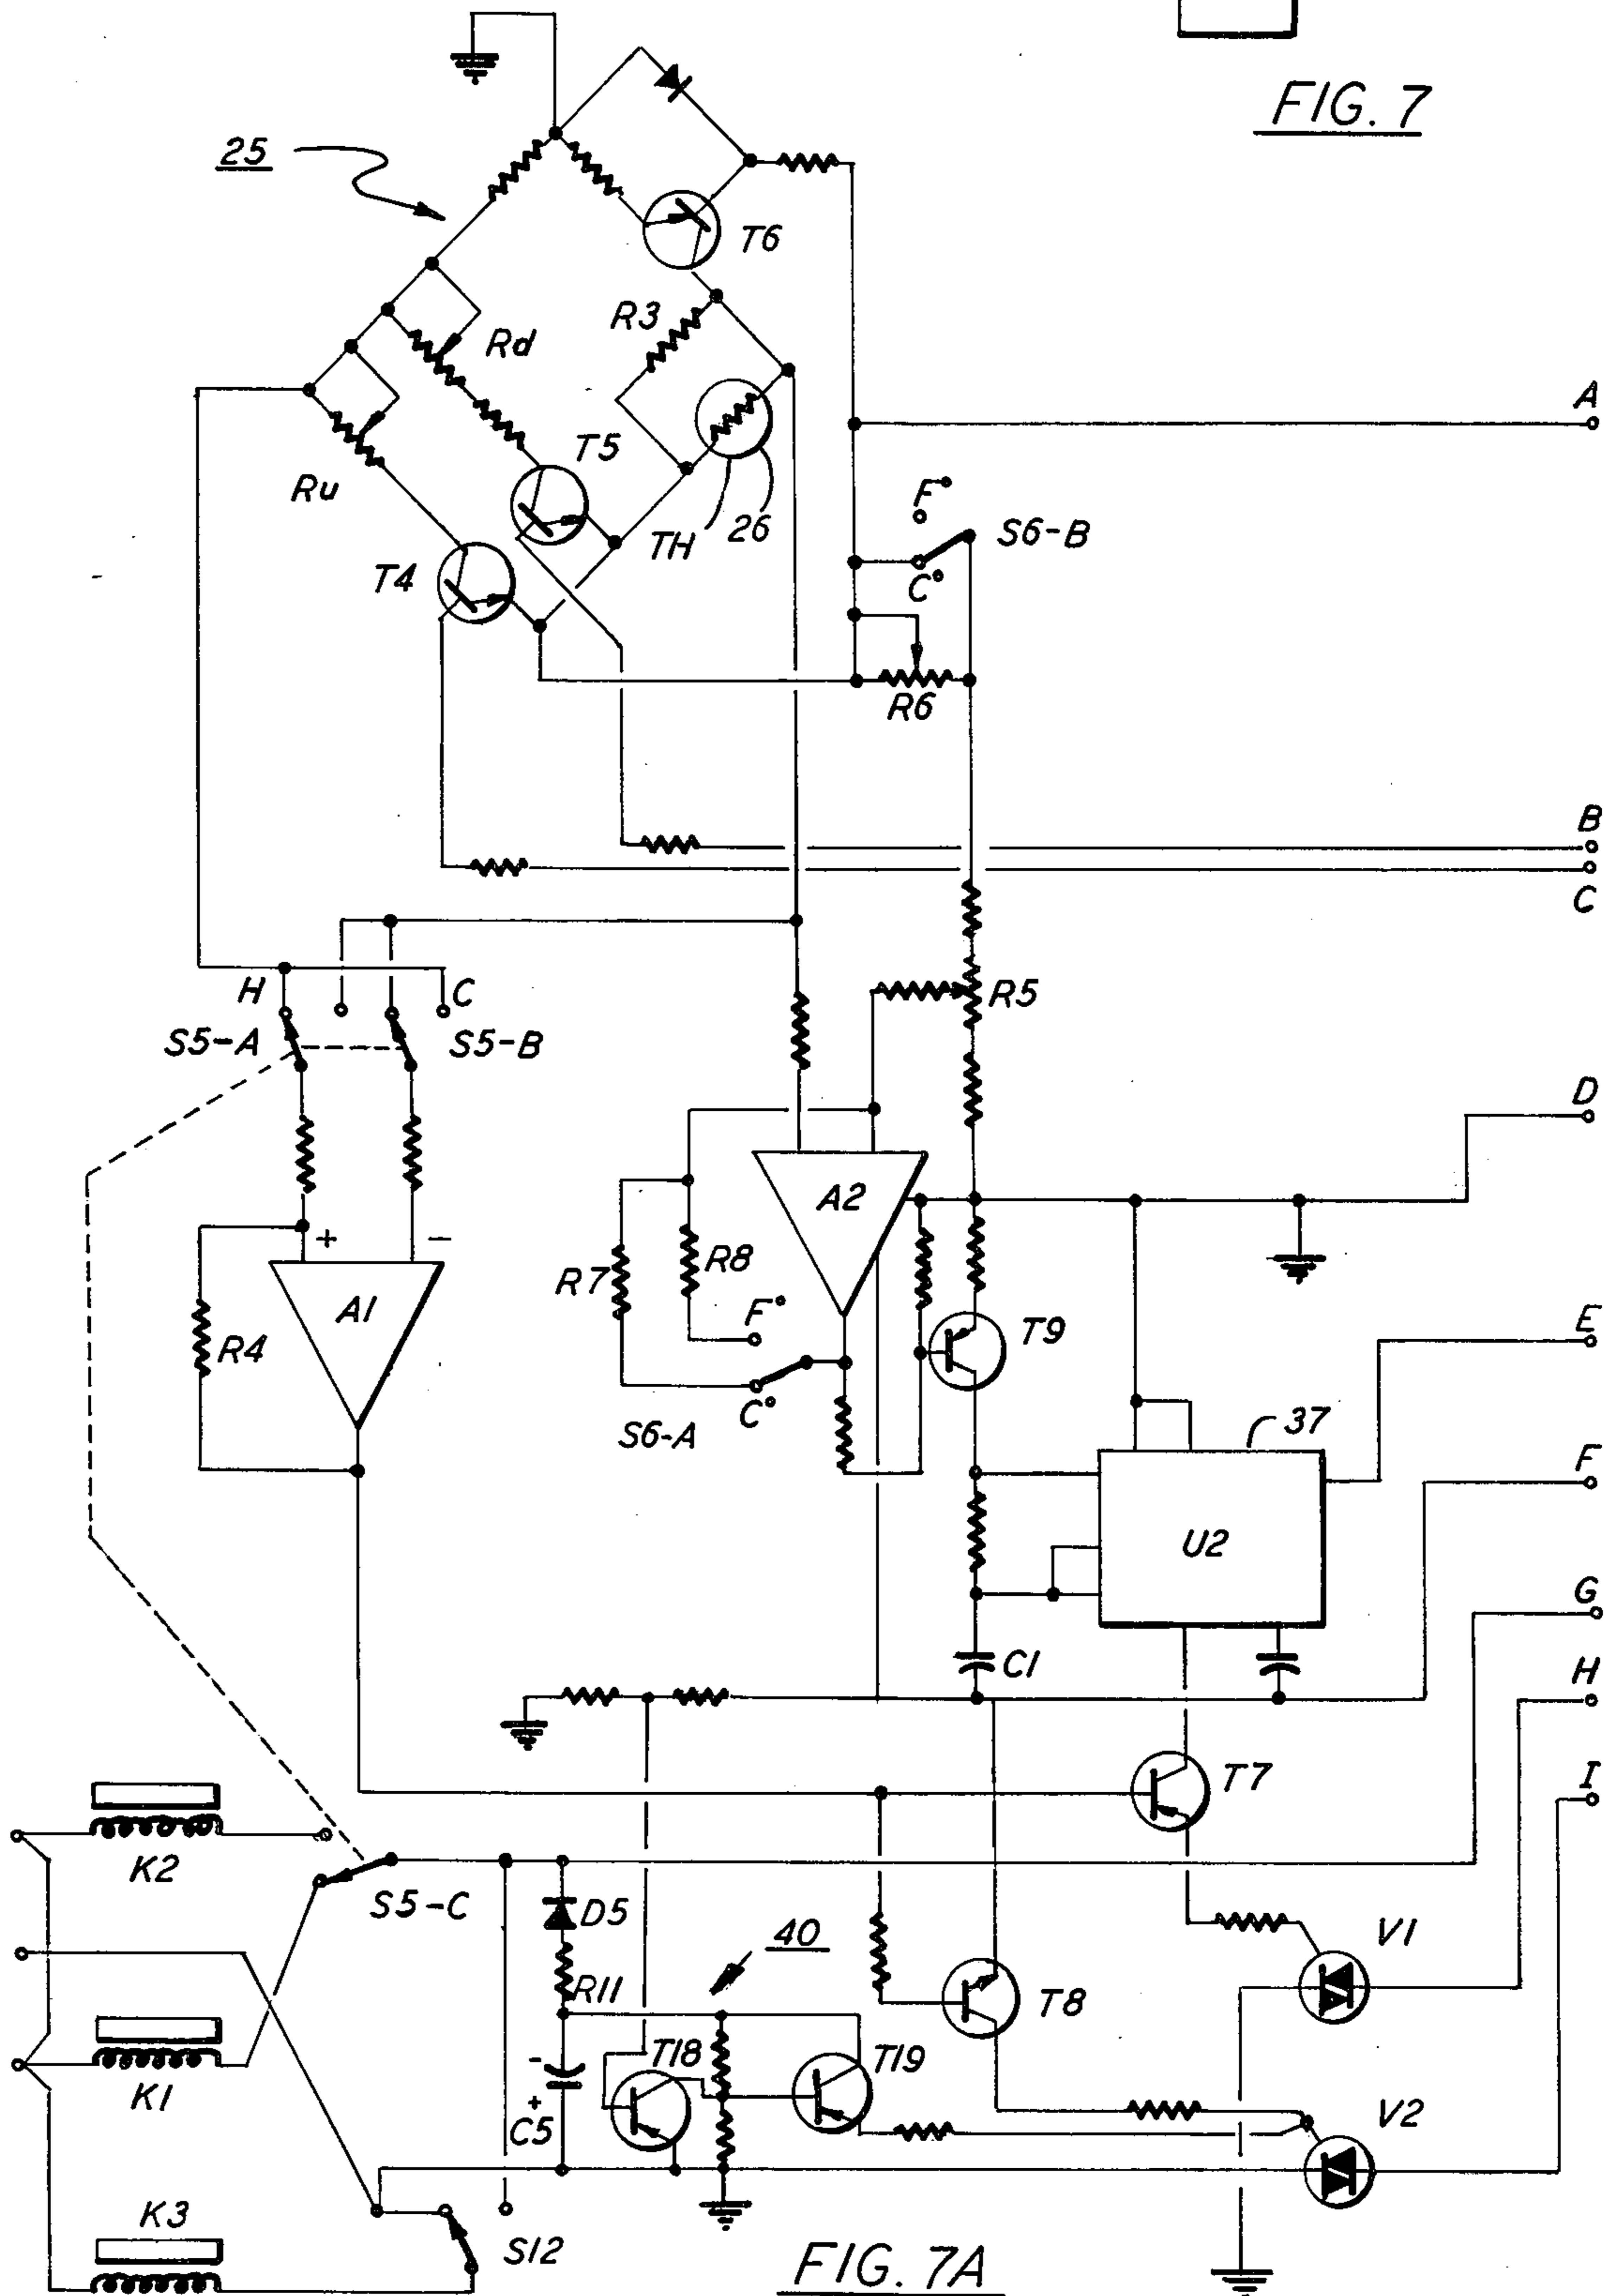 FIG. 7
25
T6
R3
Rd
A
T5
Ru
F°
S6-B
TH
26
T4
C°
R6
B
C
H
C
R5
S5-A
S5-B
D
A2
+
-
A1
R8
R7
F°
T9
E
R4
C°
S6-A
37
F
U2
G
C1
H
T7
I
K2
S5-C
D5
40
V1
R11
T8
T18
T19
-
K1
+
C5
V2
K3
S12
FIG. 7A